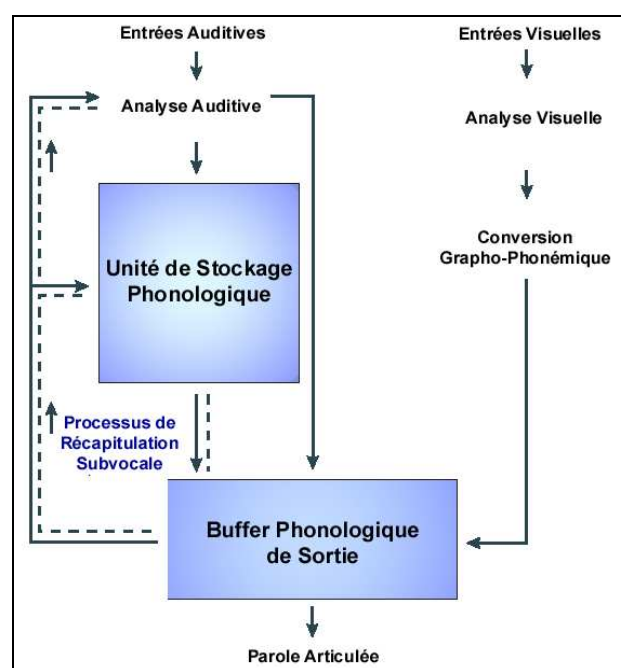 Entrées Auditives
Entrées Visuelles
Analyse Auditive
Analyse Visuelle
Unité de Stockage
Phonologique
Conversion
Grapho-Phonémique
Processus de
Récapitulation
Subvocale
Buffer Phonologique
de Sortie
Parole Articulée